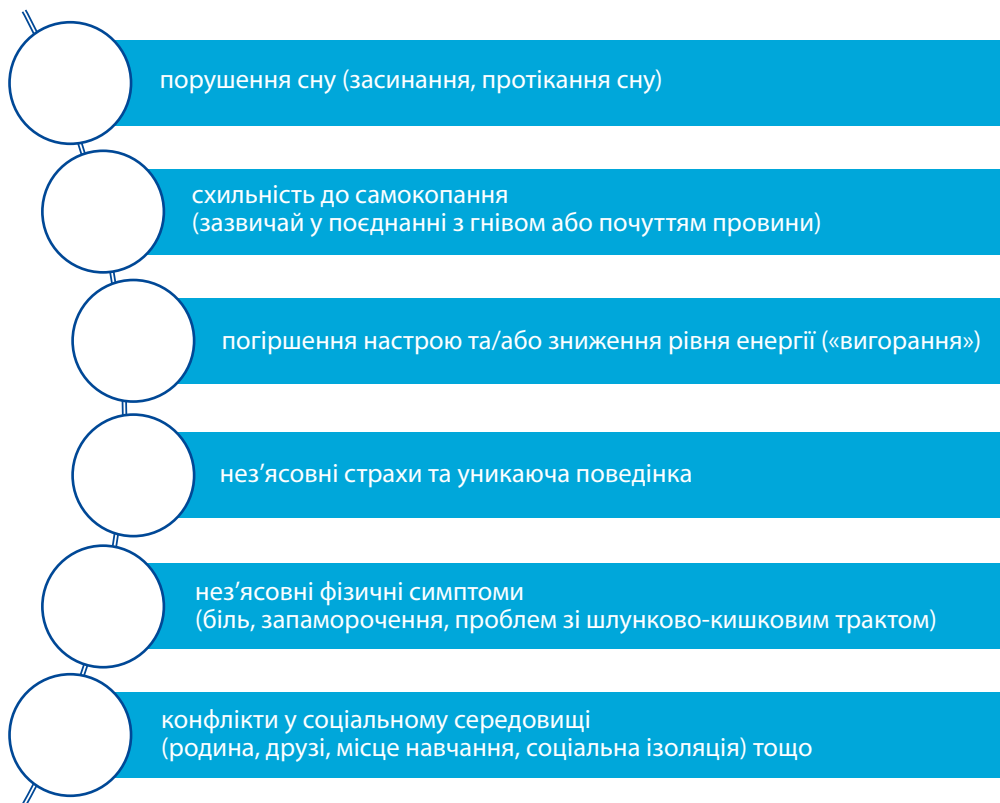 порушення сну (засинання, протікання сну)
схильність до самокопання
(зазвичай у поєднанні з гнівом або почуттям провини)
погіршення настрою та/або зниження рівня енергії («вигорання»)
нез’ясовні страхи та уникаюча поведінка
нез’ясовні фізичні симптоми
(біль, запаморочення, проблем зі шлунково-кишковим трактом)
конфлікти у соціальному середовищі
(родина, друзі, місце навчання, соціальна ізоляція) тощо